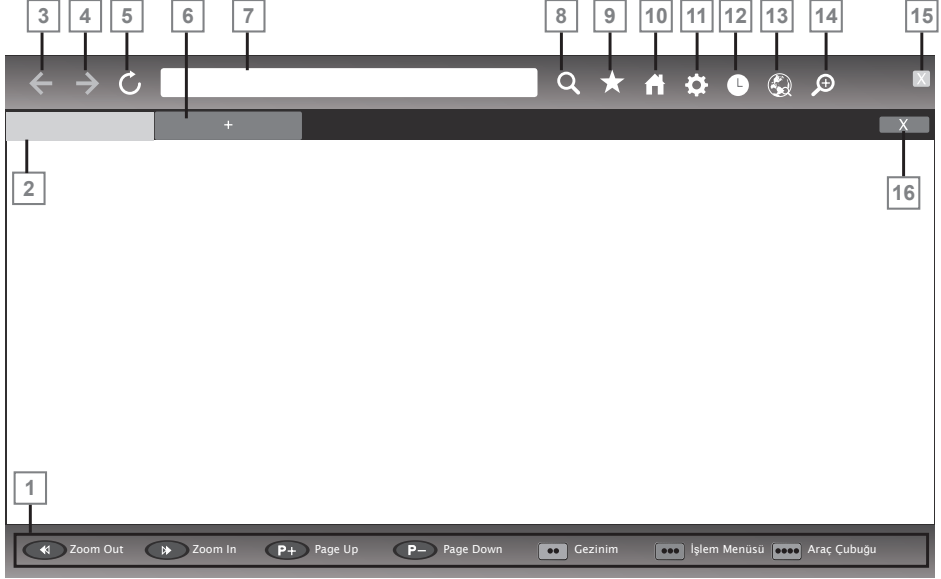 3 4 5 6 7 8 9 10 11 12 13 14 15
X
+ X
2 16
1
Zoom Out Zoom In P+ Page Up P− Page Down Gezinim İşlem Menüsü Araç Çubuğu